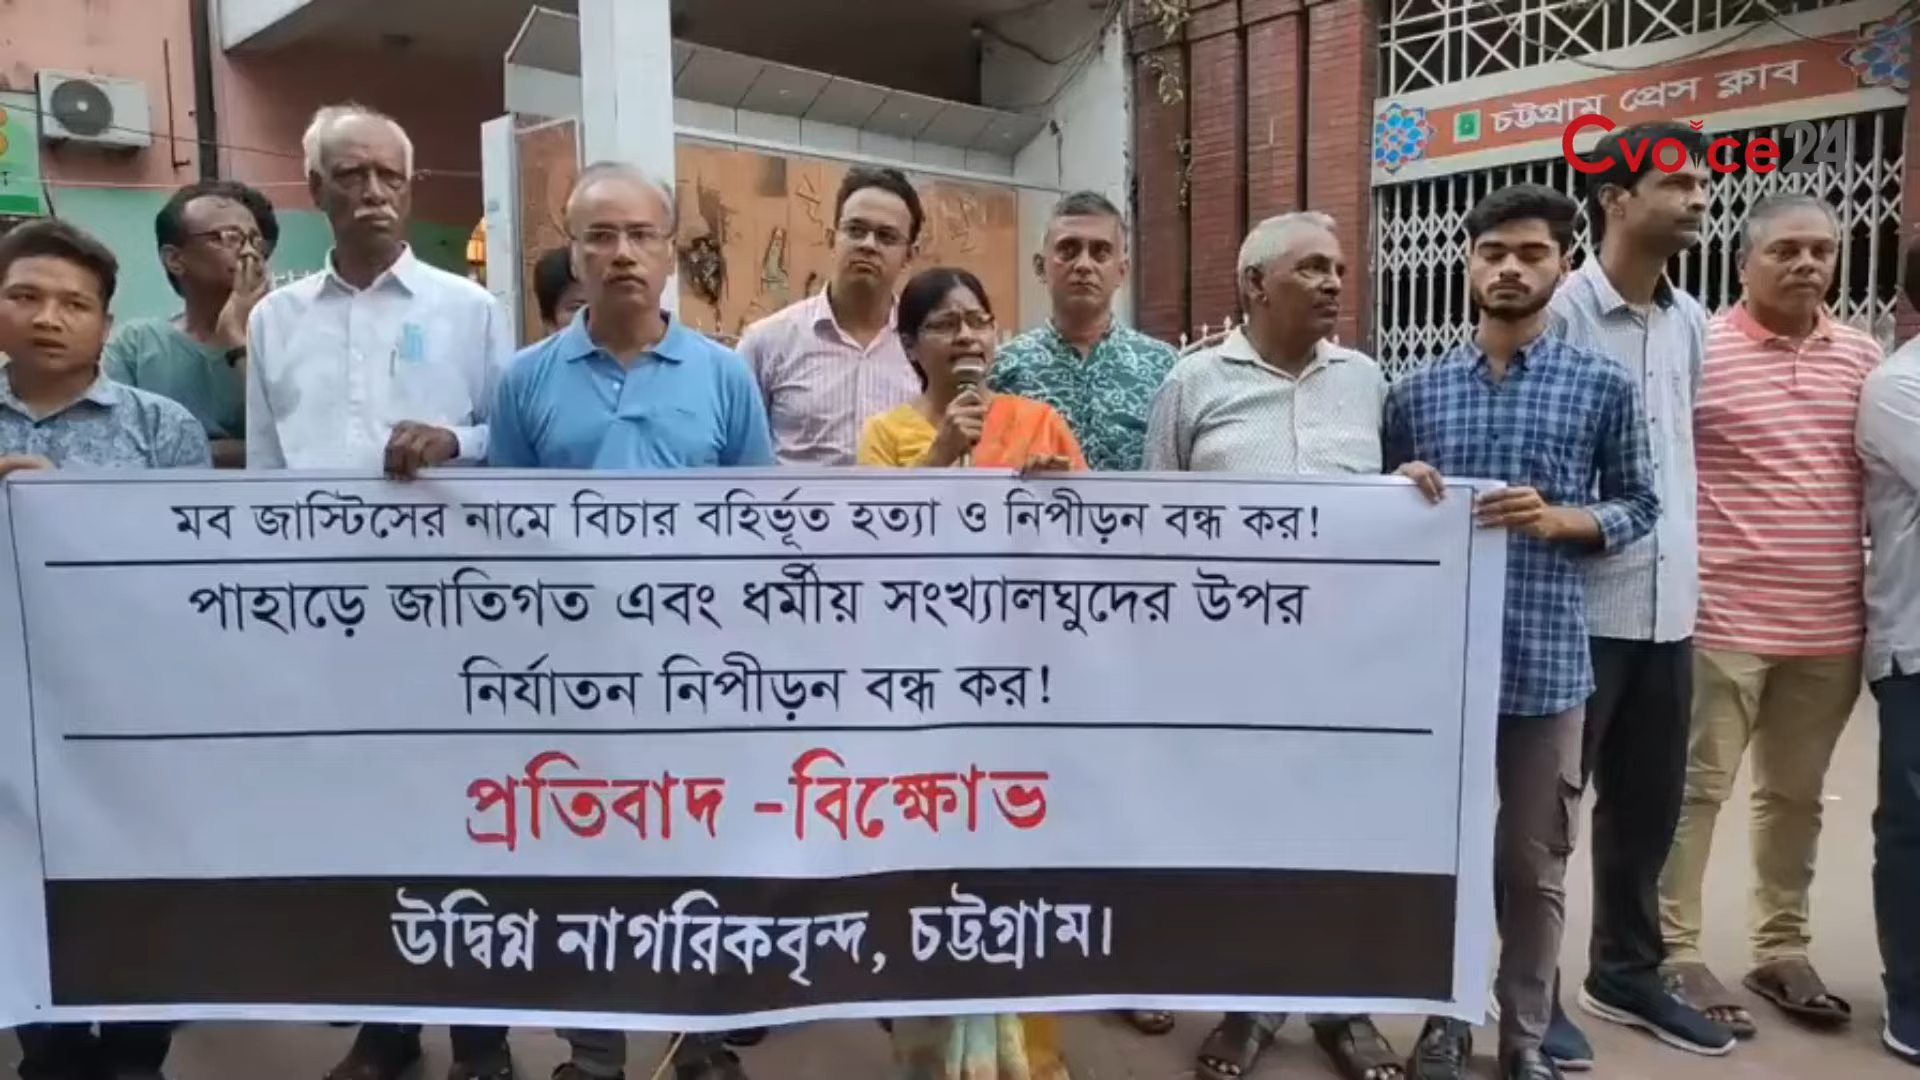 চট্টগ্রাম প্রেস ক্লাব
Cvoice24
মব জাস্টিসের নামে বিচার বহির্ভূত হত্যা ও নিপীড়ন বন্ধ কর!
পাহাড়ে জাতিগত এবং ধর্মীয় সংখ্যালঘুদের উপর
নির্যাতন নিপীড়ন বন্ধ কর!
প্রতিবাদ -বিক্ষোভ
উদ্বিগ্ন নাগরিকবৃন্দ, চট্টগ্রাম।